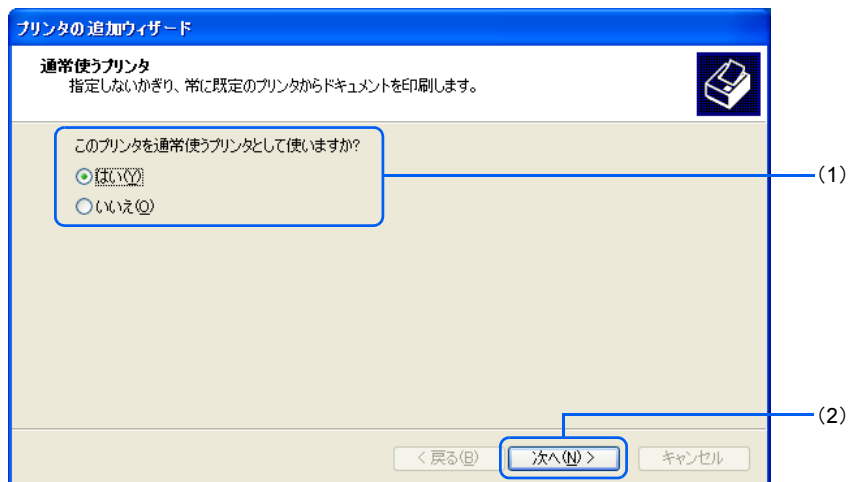 プリンタの追加ウィザード
通常使うプリンタ
指定しないかぎり、常に既定のプリンタからドキュメントを印刷します。
このプリンタを通常使うプリンタとして使いますか?
はい(Y)
(1)
いいえ(O)
(2)
< 戻る(B)
次へ(N) >
キャンセル